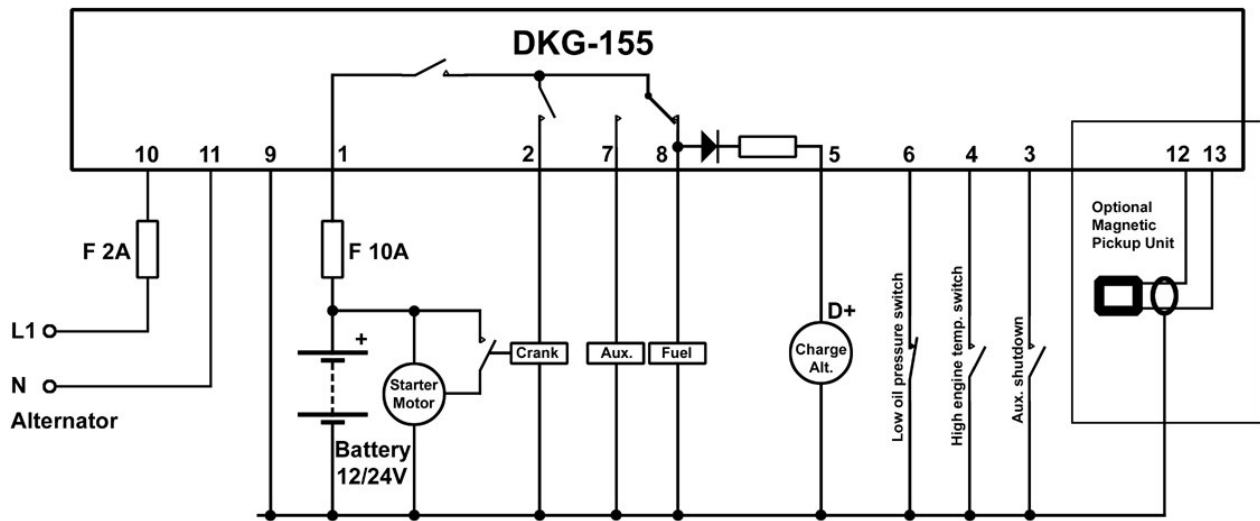 DKG-155
10 11 9 1 2 7 8 5 6 4 3 12 13
F 2A
F 10A
Optional
Magnetic
Pickup Unit
L1
N
Alternator
+
Battery
12/24V
Starter
Motor
Crank
Aux.
Fuel
D+
Charge
Alt.
Low oil pressure switch
High engine temp. switch
Aux. shutdown